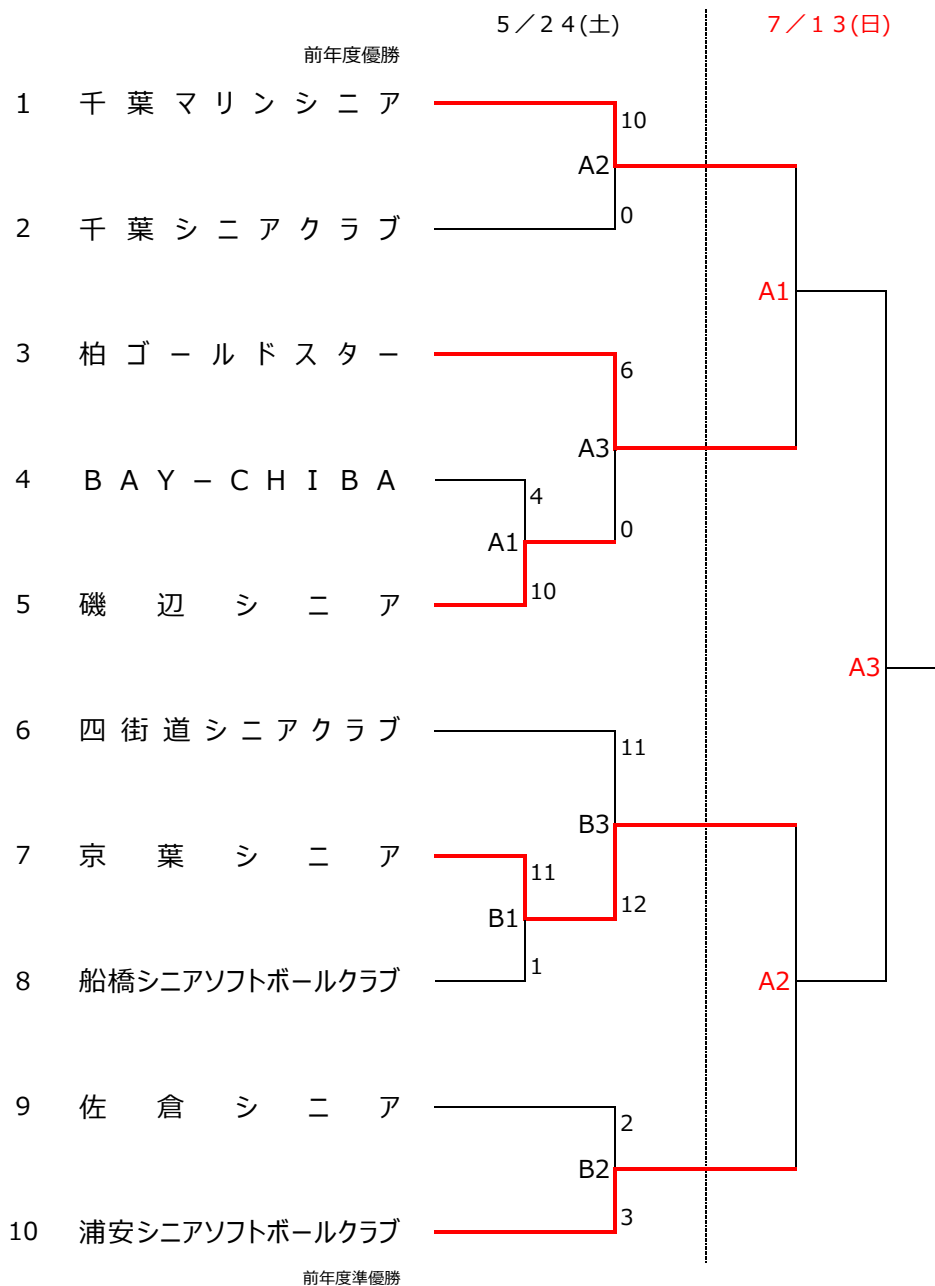 5／24(土) 7／13(日)
前年度優勝
1 千葉マリンシニア
10
A2
2 千葉シニアクラブ
0
A1
3 柏ゴールドスター
6
A3
4 BAY－CHIBA
4
0
A1
5 磯辺シニア
10
A3
6 四街道シニアクラブ
11
B3
7 京葉シニア
11
12
B1
8 船橋シニアソフトボールクラブ
1
A2
9 佐倉シニア
2
B2
10 浦安シニアソフトボールクラブ
3
前年度準優勝